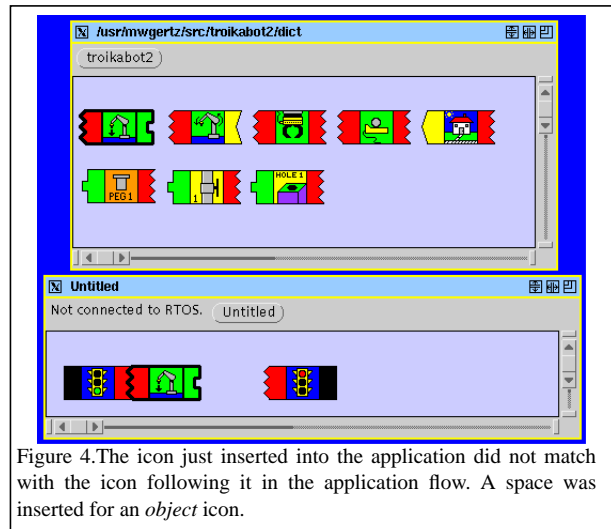 /usr/mwgertz/src/troikabot2/dict
troikabot2
PEG 1
1
HOLE 1
Untitled
Not connected to RTOS. Untitled
Figure 4.The icon just inserted into the application did not match
with the icon following it in the application flow. A space was
inserted for an object icon.